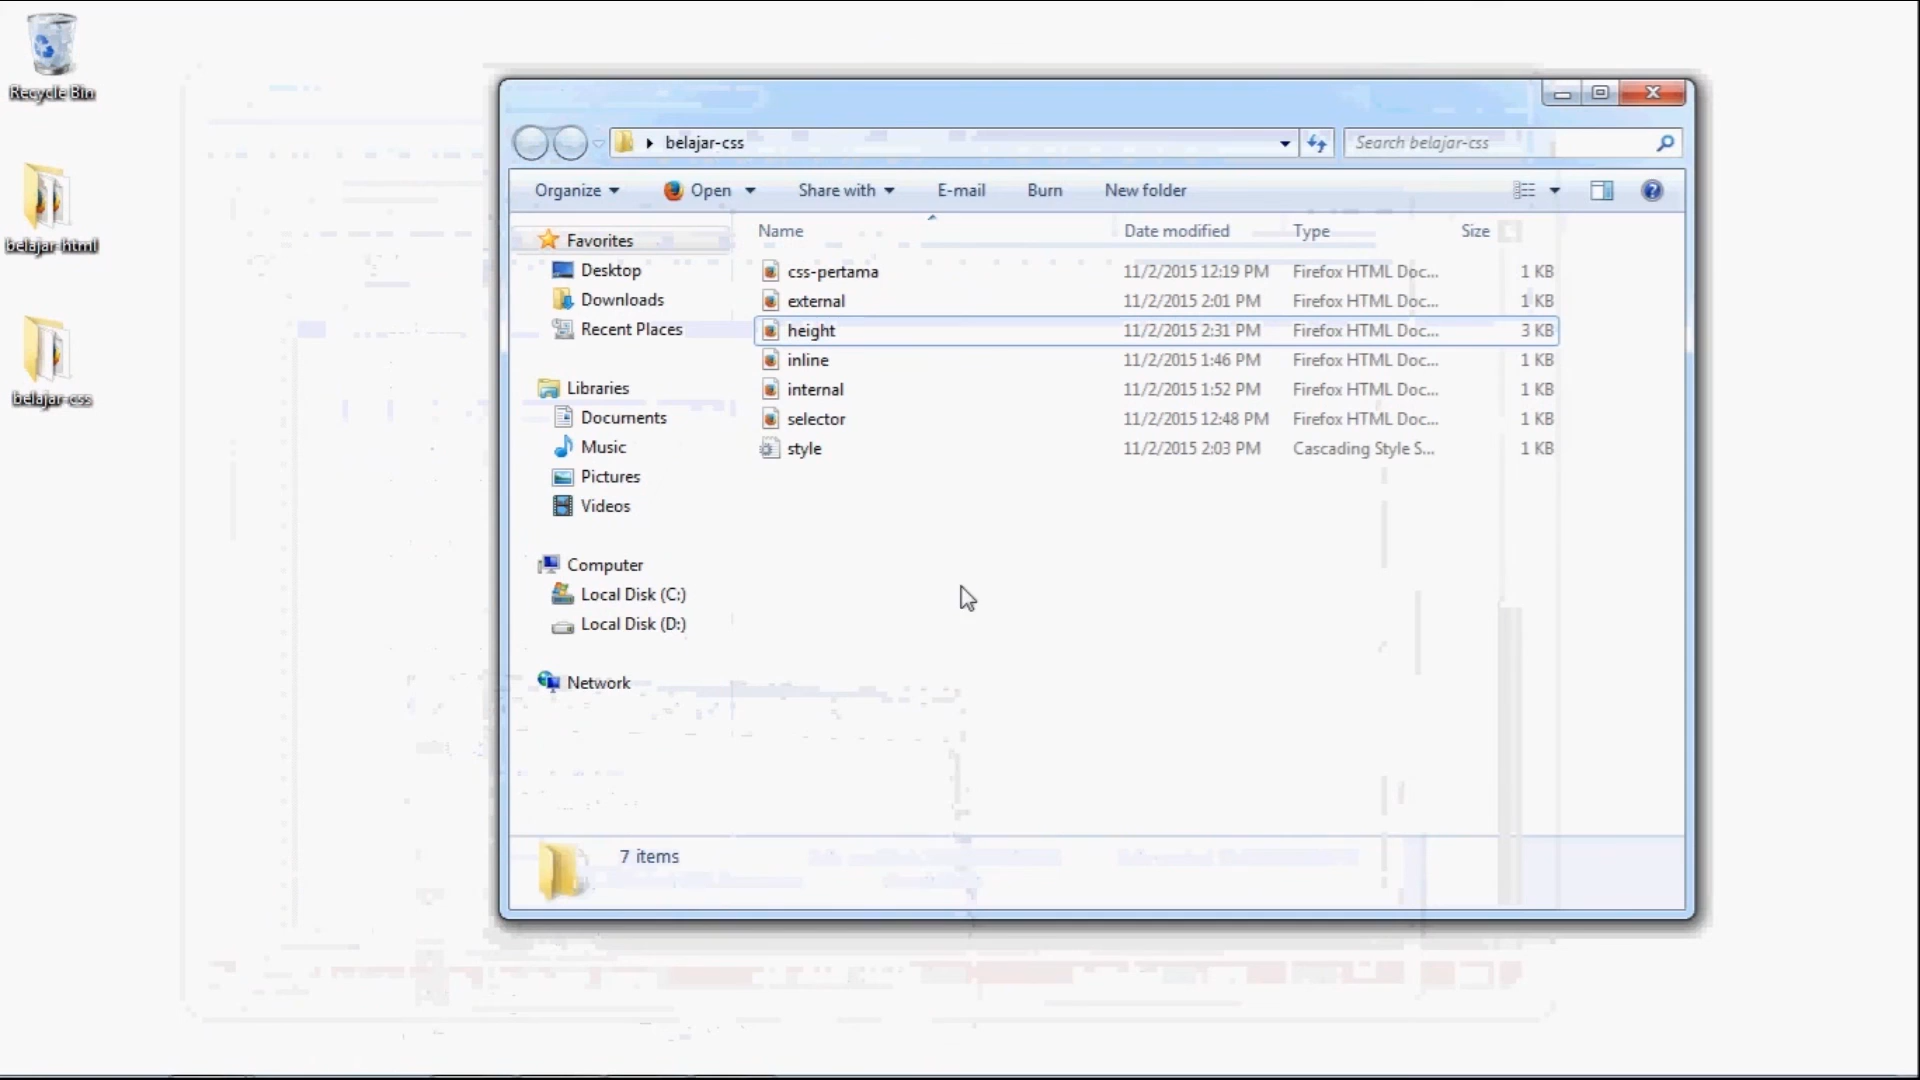 Recycle Bin
belajar-html
belajar-css
belajar-css
Search belajar-css
Organize
Open
Share with
E-mail
Burn
New folder
Favorites
Desktop
Downloads
Recent Places
Libraries
Documents
Music
Pictures
Videos
Computer
Local Disk (C:)
Local Disk (D:)
Network
Name Date modified Type Size
css-pertama 11/2/2015 12:19 PM Firefox HTML Doc... 1 KB
external 11/2/2015 2:01 PM Firefox HTML Doc... 1 KB
height 11/2/2015 2:31 PM Firefox HTML Doc... 3 KB
inline 11/2/2015 1:46 PM Firefox HTML Doc... 1 KB
internal 11/2/2015 1:52 PM Firefox HTML Doc... 1 KB
selector 11/2/2015 12:48 PM Firefox HTML Doc... 1 KB
style 11/2/2015 2:03 PM Cascading Style S... 1 KB
7 items